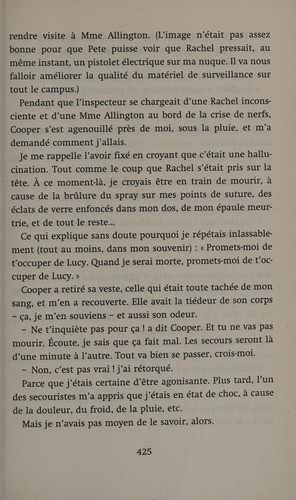 rendre visite à Mme Allington. (L'image n'était pas assez
bonne pour que Pete puisse voir que Rachel pressait, au
même instant, un pistolet électrique sur ma nuque. Il va nous
falloir améliorer la qualité du matériel de surveillance sur
tout le campus.)
Pendant que l'inspecteur se chargeait d'une Rachel incons-
ciente et d'une Mme Allington au bord de la crise de nerfs,
Cooper s'est agenouillé près de moi, sous la pluie, et m'a
demandé comment j'allais.
Je me rappelle l'avoir fixé en croyant que c'était une hallu-
cination. Tout comme le coup que Rachel s'était pris sur la
tête. À ce moment-là, je croyais être en train de mourir, à
cause de la brûlure du spray sur mes points de suture, des
éclats de verre enfoncés dans mon dos, de mon épaule meur-
trie, et de tout le reste...
Ce qui explique sans doute pourquoi je répétais inlassable-
ment (tout au moins, dans mon souvenir) : « Promets-moi de
t'occuper de Lucy. Quand je serai morte, promets-moi de t'oc-
cuper de Lucy. »
Cooper a retiré sa veste, celle qui était toute tachée de mon
sang, et m'en a recouverte. Elle avait la tiédeur de son corps
– ça, je m'en souviens – et aussi son odeur.
– Ne t'inquiète pas pour ça ! a dit Cooper. Et tu ne vas pas
mourir. Écoute, je sais que ça fait mal. Les secours seront là
d'une minute à l'autre. Tout va bien se passer, crois-moi.
– Non, c'est pas vrai ! j'ai rétorqué.
Parce que j'étais certaine d'être agonisante. Plus tard, l'un
des secouristes m'a appris que j'étais en état de choc, à cause
de la douleur, du froid, de la pluie, etc.
Mais je n'avais pas moyen de le savoir, alors.
425